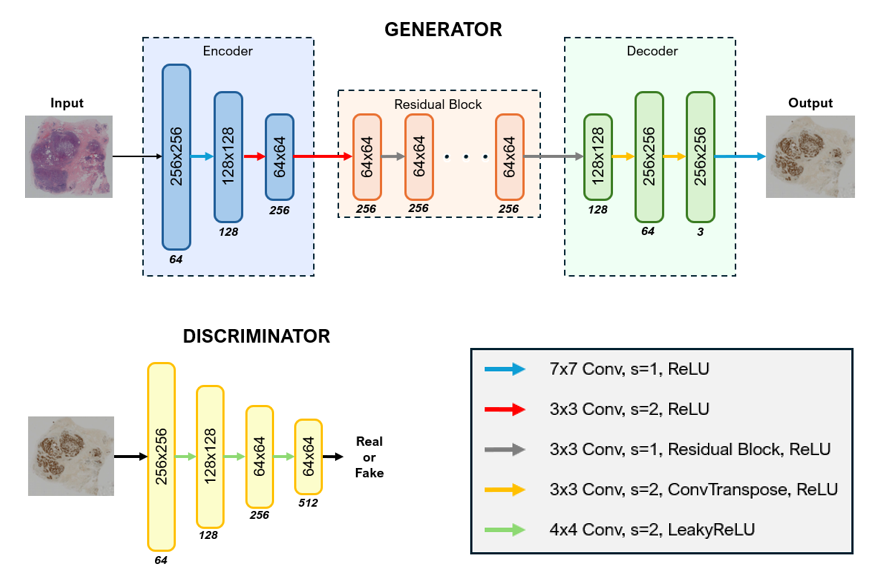 GENERATOR
Encoder
Decoder
Input
Residual Block
Output
256x256
128x128
64x64
64x64
64x64
64x64
128x128
256x256
256x256
64
128
256
256
256
256
128
64
3
DISCRIMINATOR
256x256
128x128
64x64
64x64
64
128
256
512
Real
or
Fake
7x7 Conv, s=1, ReLU
3x3 Conv, s=2, ReLU
3x3 Conv, s=1, Residual Block, ReLU
3x3 Conv, s=2, ConvTranspose, ReLU
4x4 Conv, s=2, LeakyReLU